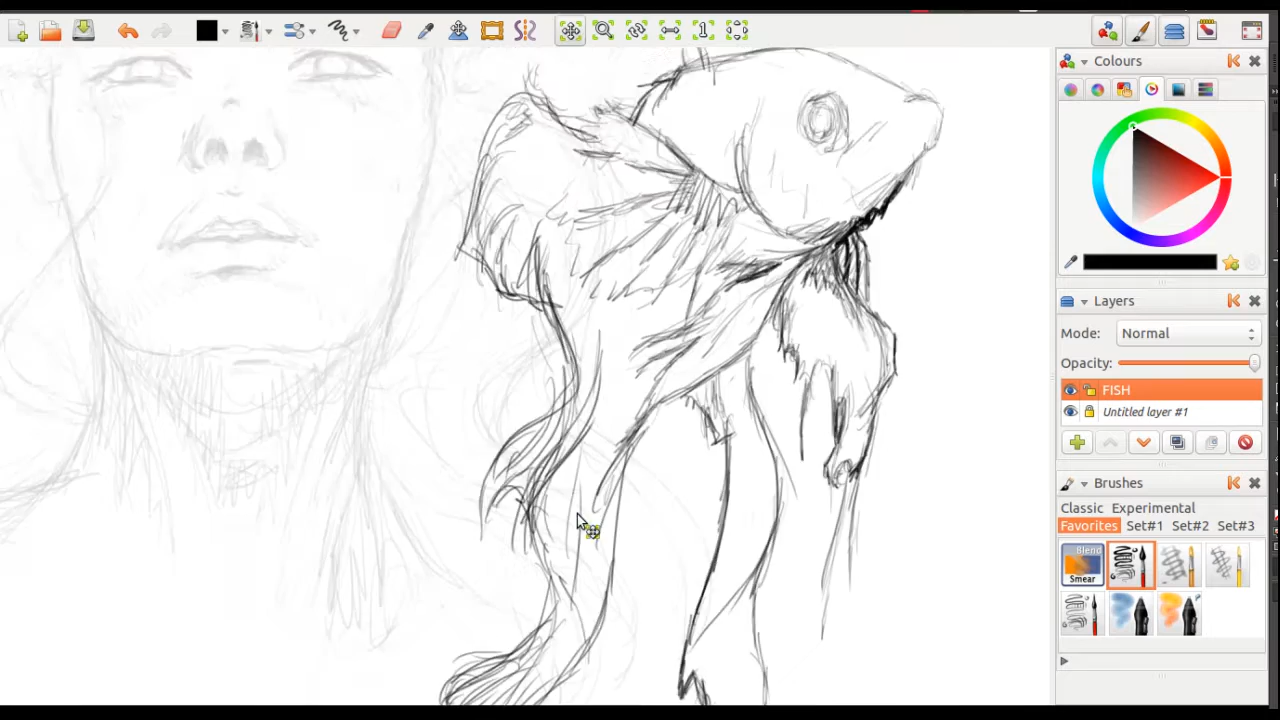 Colours
Layers
Mode: Normal
Opacity:
FISH
Untitled layer #1
Brushes
Classic Experimental
Favorites Set#1 Set#2 Set#3
Blend
Smear
1